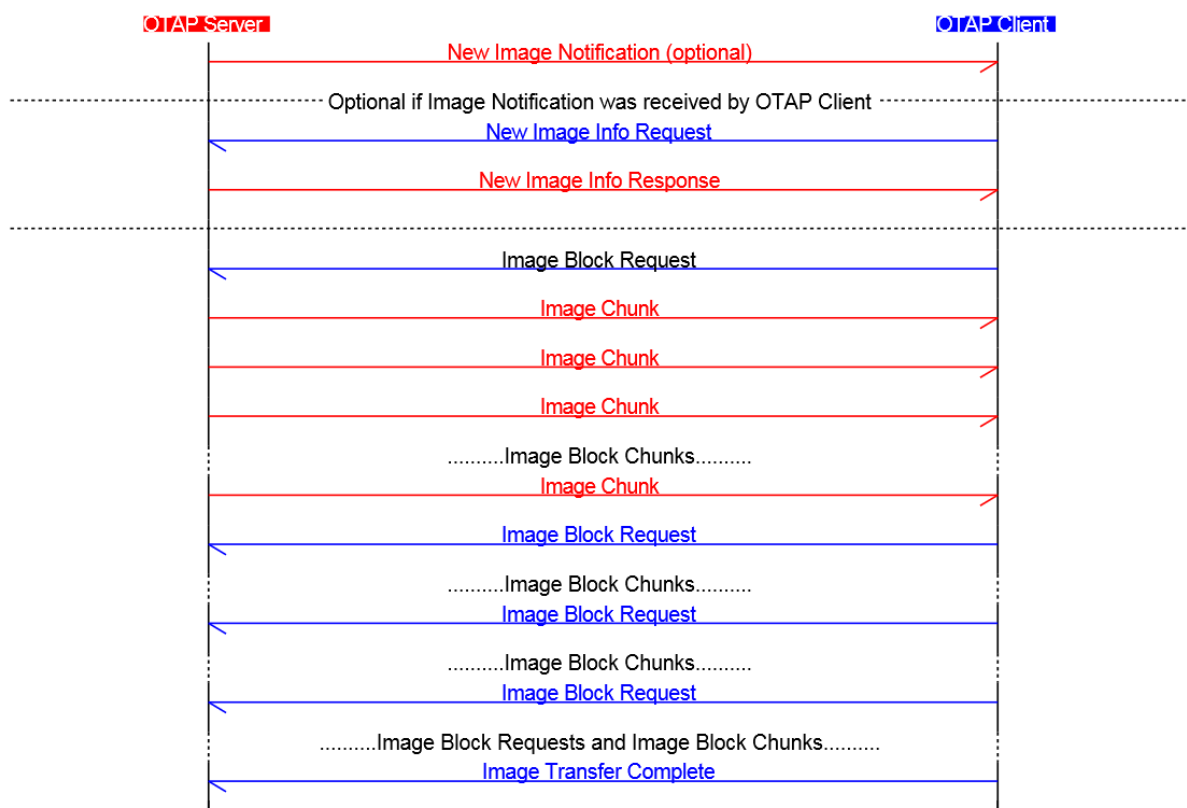 OTAP Server
OTAP Client
New Image Notification (optional)
Optional if Image Notification was received by OTAP Client
New Image Info Request
New Image Info Response
Image Block Request
Image Chunk
Image Chunk
Image Chunk
..........Image Block Chunks..........
Image Chunk
Image Block Request
..........Image Block Chunks..........
Image Block Request
..........Image Block Chunks..........
Image Block Request
..........Image Block Requests and Image Block Chunks..........
Image Transfer Complete